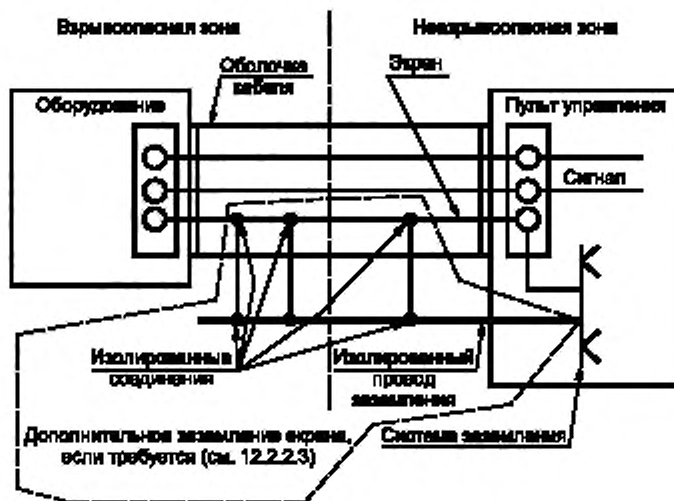 Взрывоопасная зона
Невзрывоопасная зона
Оболочка
кабеля
Экран
Оборудование
Пульт управления
Сигнал
Изолированные
соединения
Изолированный
провод
заземления
Дополнительное заземление экрана,
если требуется (см. 12.2.2.3)
Система заземления